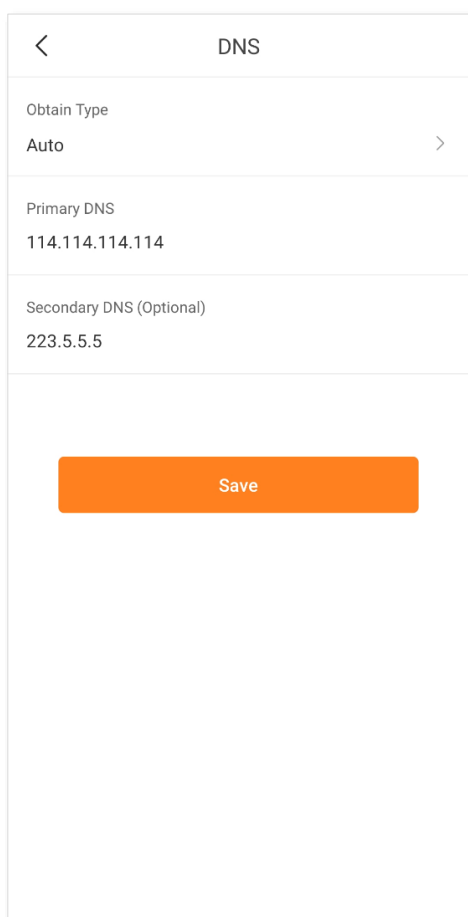 DNS
Obtain Type
Auto
Primary DNS
114.114.114.114
Secondary DNS (Optional)
223.5.5.5
Save